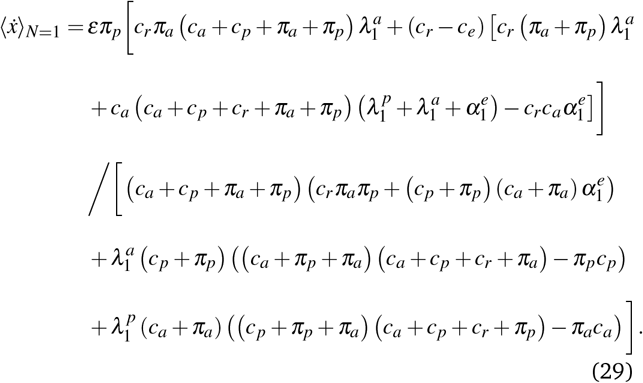 ⟨ẋ⟩_{N=1} = επ_p [ c_r π_a (c_a + c_p + π_a + π_p) λ_1^a + (c_r − c_e) [c_r (π_a + π_p) λ_1^a
+ c_a (c_a + c_p + c_r + π_a + π_p) (λ_1^p + λ_1^a + α_1^e) − c_r c_a α_1^e] ]
/ [ (c_a + c_p + π_a + π_p) (c_r π_a π_p + (c_p + π_p) (c_a + π_a) α_1^e)
+ λ_1^a (c_p + π_p) ((c_a + π_p + π_a) (c_a + c_p + c_r + π_a) − π_p c_p)
+ λ_1^p (c_a + π_a) ((c_p + π_p + π_a) (c_a + c_p + c_r + π_p) − π_a c_a) ] .
(29)